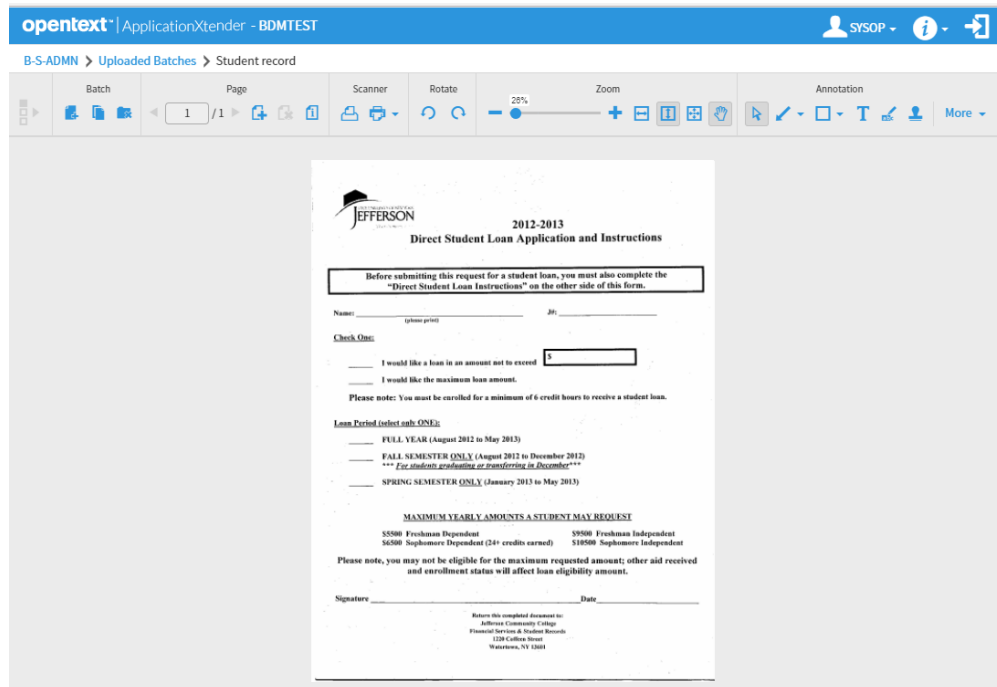 opentext™ | ApplicationXtender - BDMTEST
SYSOP
B-S-ADMN > Uploaded Batches > Student record
Batch Page Scanner Rotate Zoom Annotation
1 /1 28% T More
JEFFERSON
2012-2013
Direct Student Loan Application and Instructions
Before submitting this request for a student loan, you must also complete the
“Direct Student Loan Instructions” on the other side of this form.
Name: J#:
(please print)
Check One:
I would like a loan in an amount not to exceed $
I would like the maximum loan amount.
Please note: You must be enrolled for a minimum of 6 credit hours to receive a student loan.
Loan Period (select only ONE):
FULL YEAR (August 2012 to May 2013)
FALL SEMESTER ONLY (August 2012 to December 2012)
*** For students graduating or transferring in December***
SPRING SEMESTER ONLY (January 2013 to May 2013)
MAXIMUM YEARLY AMOUNTS A STUDENT MAY REQUEST
$5500 Freshman Dependent $9500 Freshman Independent
$6500 Sophomore Dependent (24+ credits earned) $10500 Sophomore Independent
Please note, you may not be eligible for the maximum requested amount; other aid received
and enrollment status will affect loan eligibility amount.
Signature Date
Return this completed document to:
Jefferson Community College
Financial Services & Student Records
1220 Coffeen Street
Watertown, NY 13601